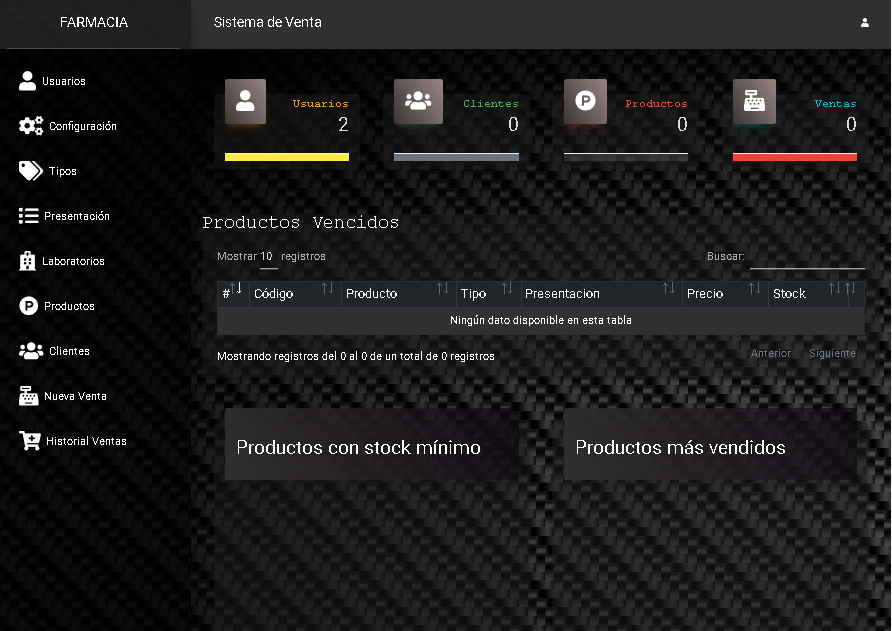 FARMACIA
Sistema de Venta
Usuarios
Configuración
Tipos
Presentación
Laboratorios
Productos
Clientes
Nueva Venta
Historial Ventas
Usuarios
2
Clientes
0
Productos
0
Ventas
0
Productos Vencidos
Mostrar 10 registros
Buscar:
# Código Producto Tipo Presentacion Precio Stock
Ningún dato disponible en esta tabla
Mostrando registros del 0 al 0 de un total de 0 registros
Anterior Siguiente
Productos con stock mínimo
Productos más vendidos